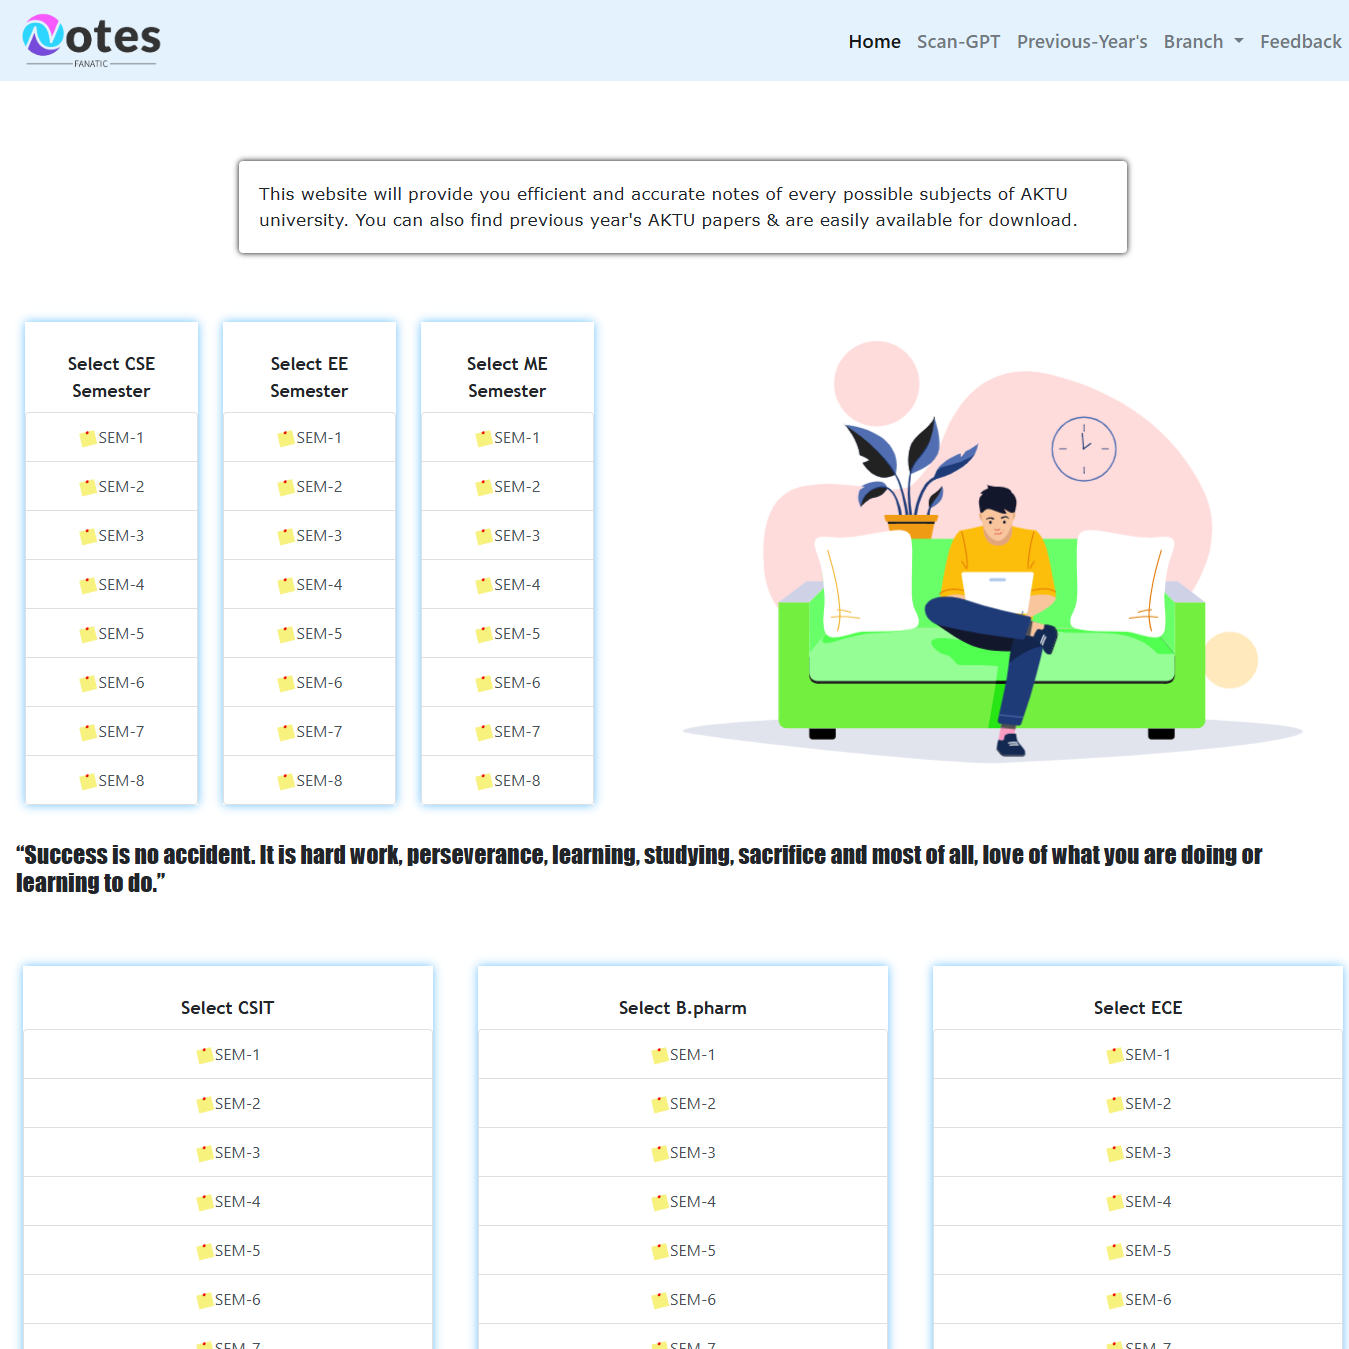 Notes
FANATIC
Home
Scan-GPT
Previous-Year's
Branch
Feedback
This website will provide you efficient and accurate notes of every possible subjects of AKTU
university. You can also find previous year's AKTU papers & are easily available for download.
Select CSE
Semester
SEM-1
SEM-2
SEM-3
SEM-4
SEM-5
SEM-6
SEM-7
SEM-8
Select EE
Semester
SEM-1
SEM-2
SEM-3
SEM-4
SEM-5
SEM-6
SEM-7
SEM-8
Select ME
Semester
SEM-1
SEM-2
SEM-3
SEM-4
SEM-5
SEM-6
SEM-7
SEM-8
“Success is no accident. It is hard work, perseverance, learning, studying, sacrifice and most of all, love of what you are doing or
learning to do.”
Select CSIT
SEM-1
SEM-2
SEM-3
SEM-4
SEM-5
SEM-6
SEM-7
Select B.pharm
SEM-1
SEM-2
SEM-3
SEM-4
SEM-5
SEM-6
SEM-7
Select ECE
SEM-1
SEM-2
SEM-3
SEM-4
SEM-5
SEM-6
SEM-7